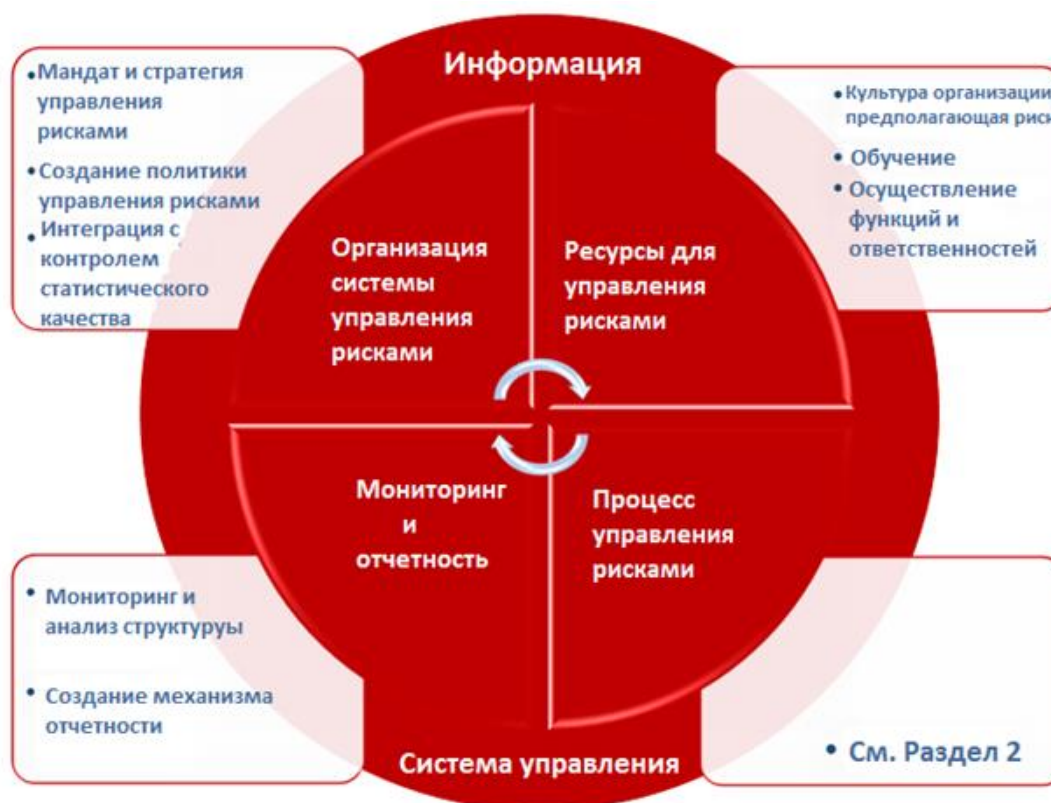 Информация
•Мандат и стратегия
управления
рисками
•Создание политики
управления рисками
•Интеграция с
контролем
статистического
качества
•Культура организации
предполагающая риск
•Обучение
•Осуществление
функций и
ответственностей
Организация
системы
управления
рисками
Ресурсы для
управления
рисками
Мониторинг
и
отчетность
Процесс
управления
рисками
•Мониторинг и
анализ структуруы
•Создание механизма
отчетности
•См. Раздел 2
Система управления